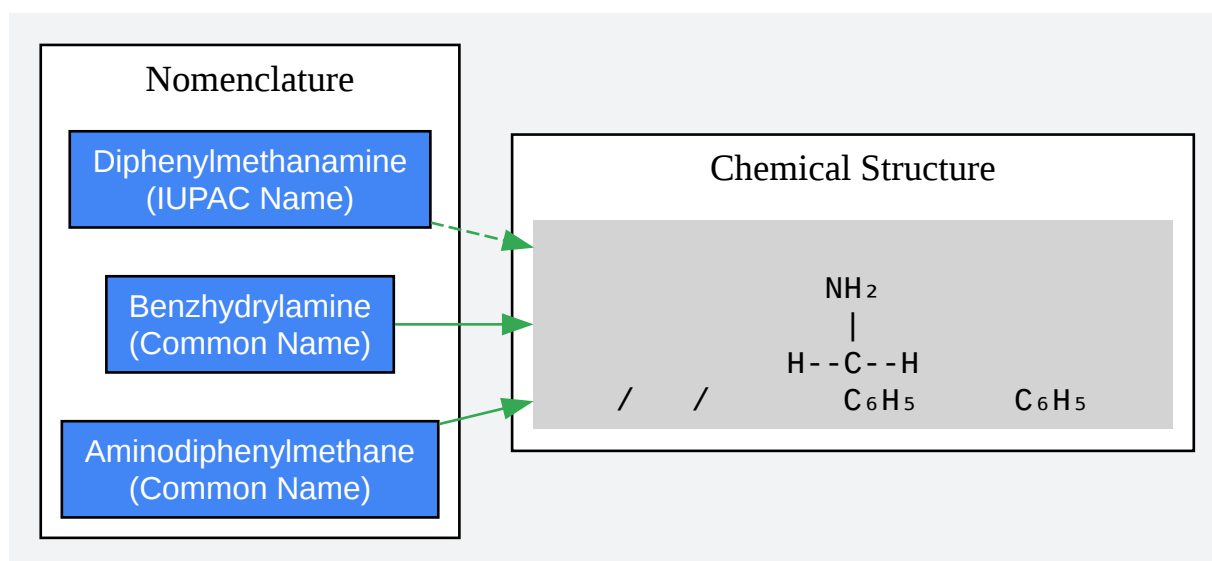 Nomenclature
Diphenylmethanamine
(IUPAC Name)
Benzhydrylamine
(Common Name)
Aminodiphenylmethane
(Common Name)
Chemical Structure
NH₂
|
H--C--H
/ / C₆H₅ C₆H₅